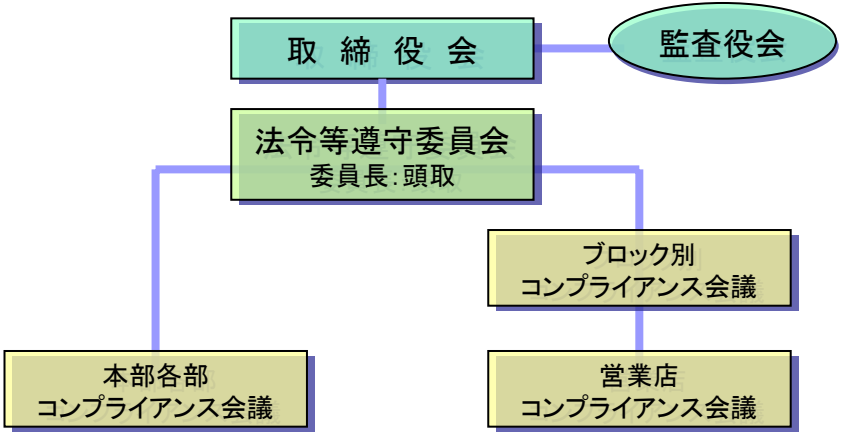 取締役会
監査役会
法令等遵守委員会
委員長:頭取
ブロック別
コンプライアンス会議
本部各部
コンプライアンス会議
営業店
コンプライアンス会議